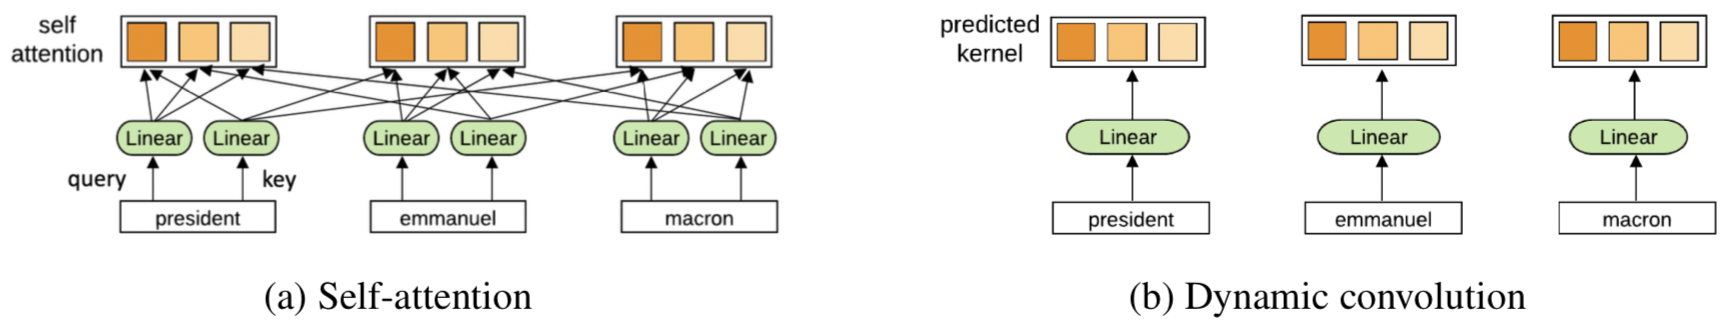 self
attention
Linear Linear Linear Linear Linear Linear
query key
president emmanuel macron
(a) Self-attention
predicted
kernel
Linear Linear Linear
president emmanuel macron
(b) Dynamic convolution